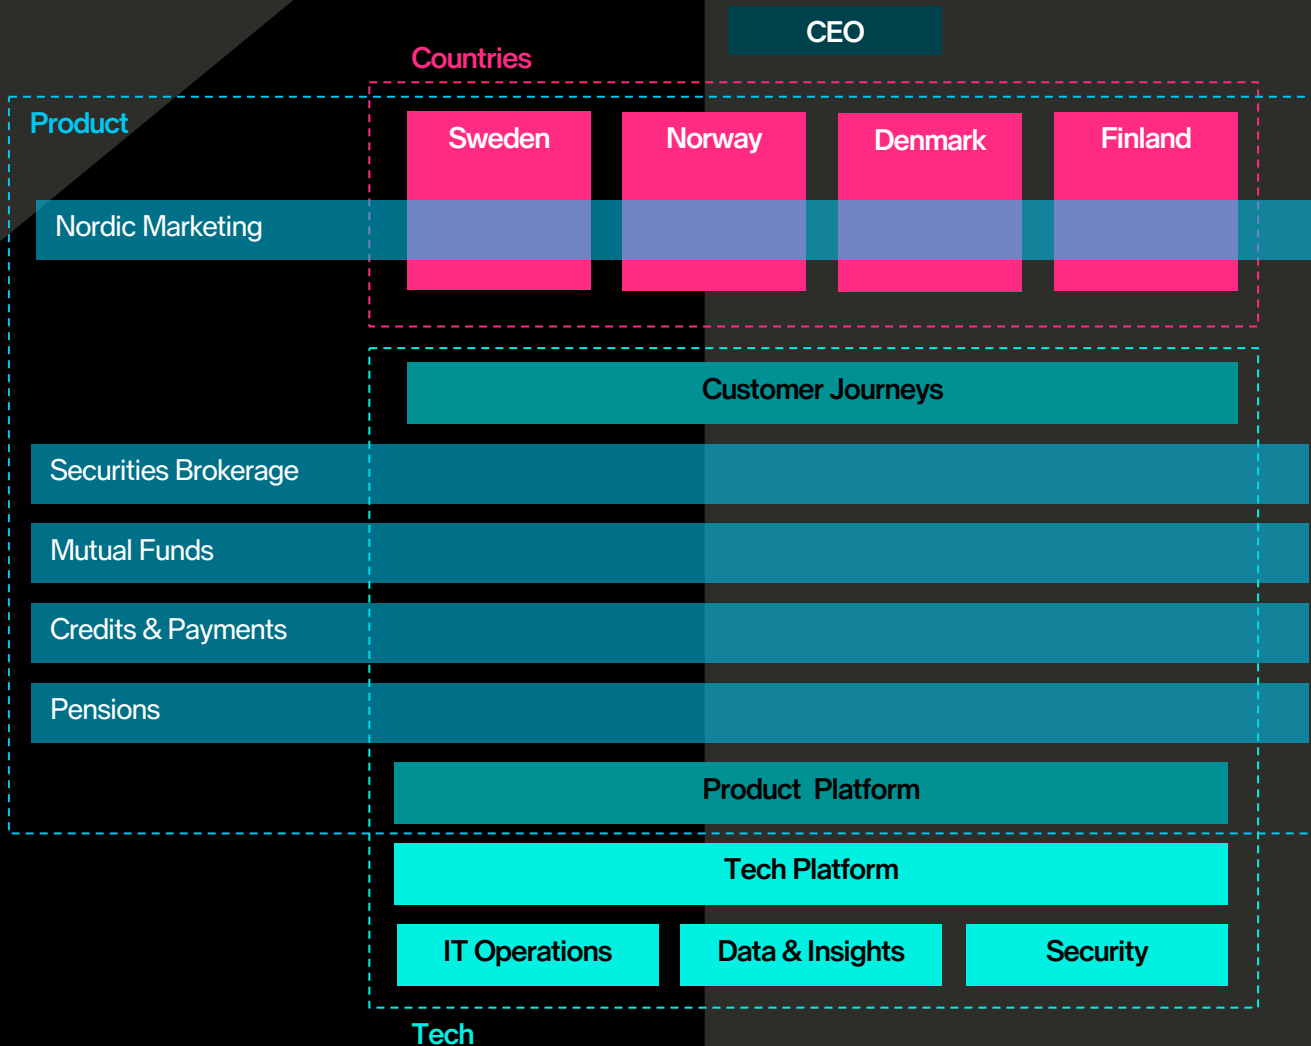 CEO
Countries
Product
Sweden
Norway
Denmark
Finland
Nordic Marketing
Customer Journeys
Securities Brokerage
Mutual Funds
Credits & Payments
Pensions
Product Platform
Tech Platform
IT Operations
Data & Insights
Security
Tech